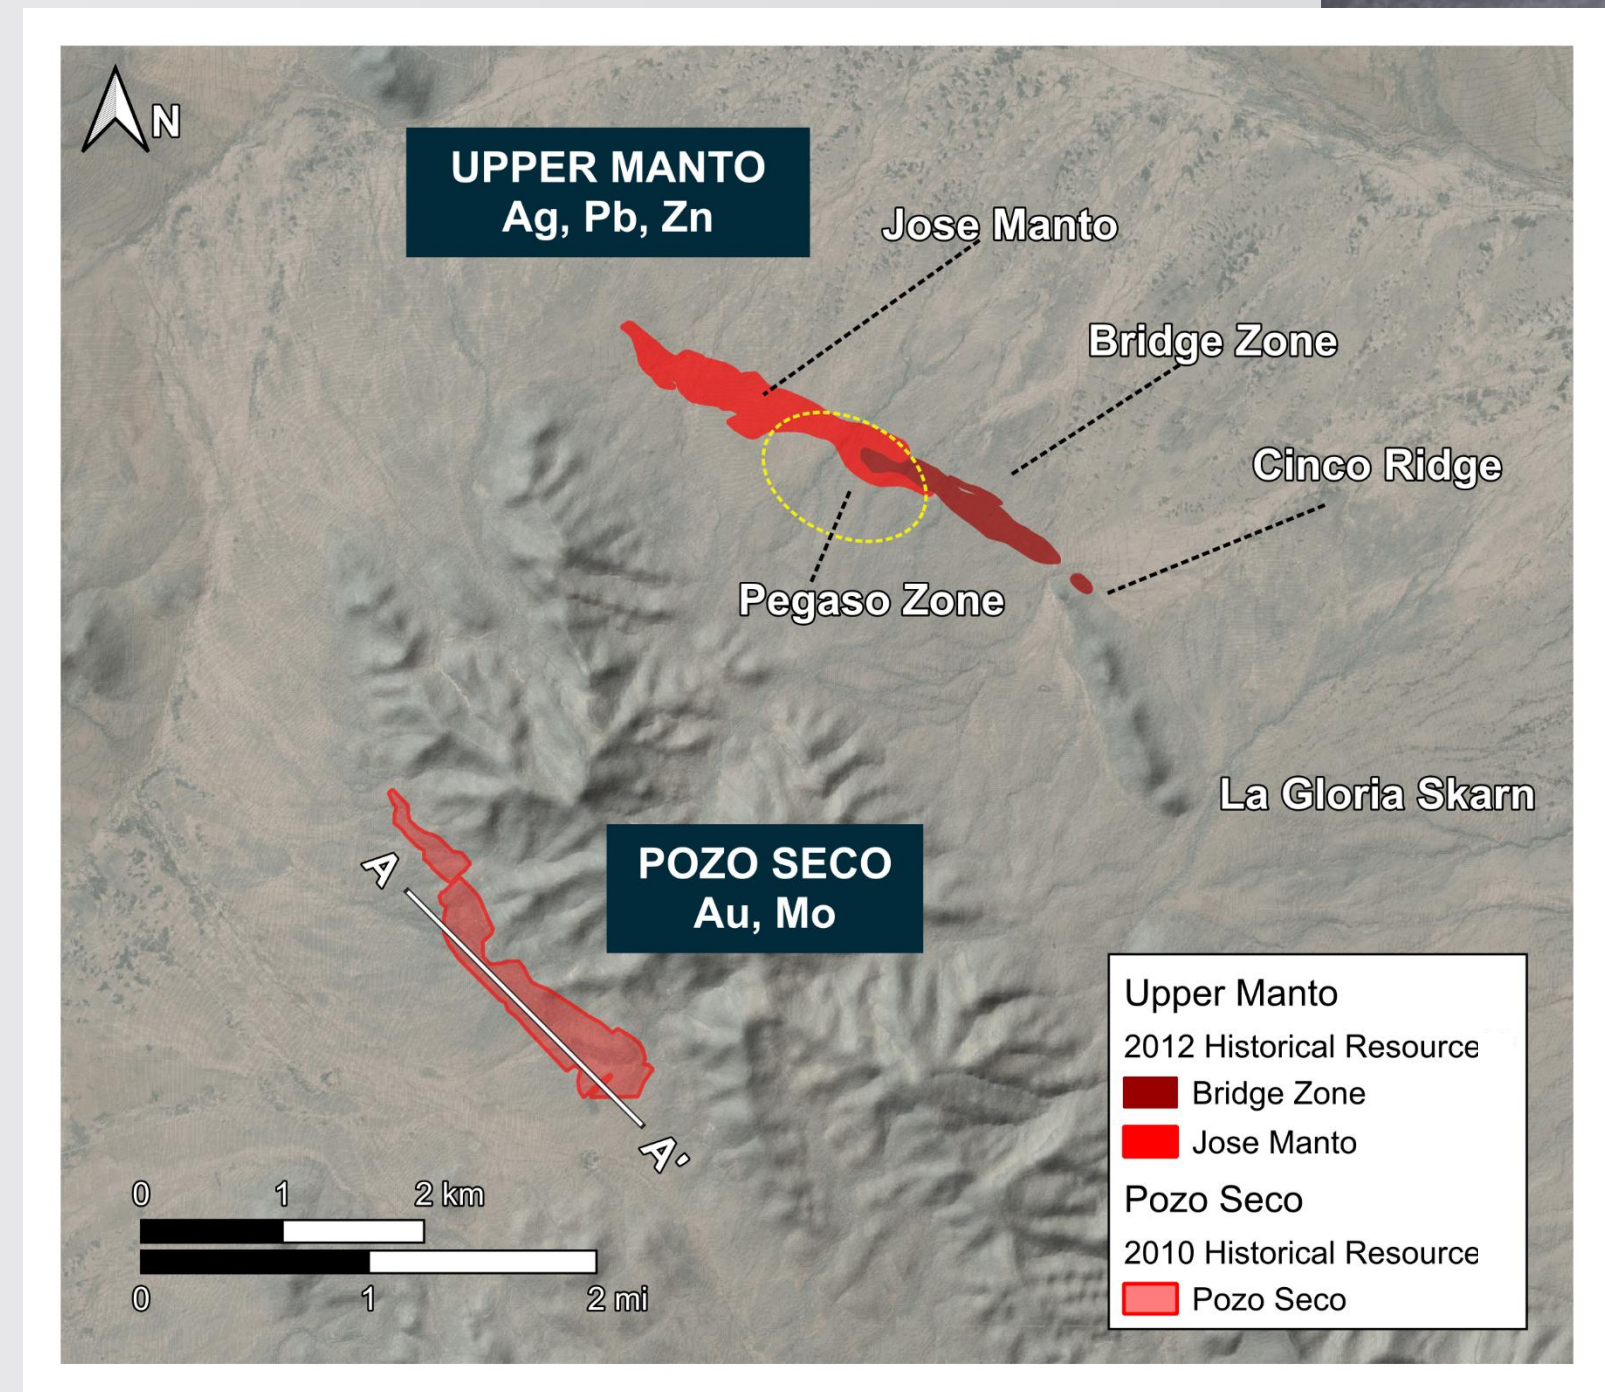 N
UPPER MANTO
Ag, Pb, Zn
Jose Manto
Bridge Zone
Cinco Ridge
Pegaso Zone
La Gloria Skarn
POZO SECO
Au, Mo
A
A'
0 1 2 km
0 1 2 mi
Upper Manto
2012 Historical Resource
Bridge Zone
Jose Manto
Pozo Seco
2010 Historical Resource
Pozo Seco